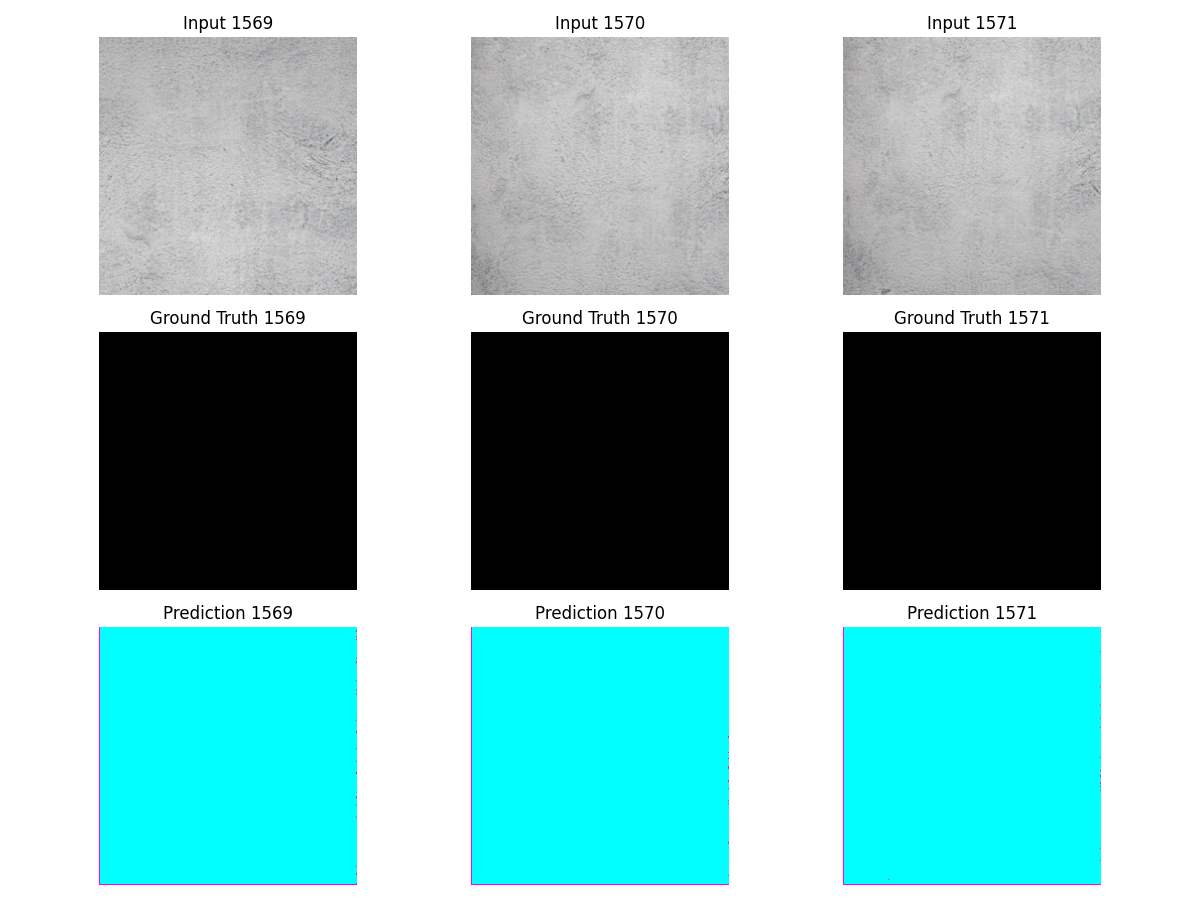 Input 1569
Input 1570
Input 1571
Ground Truth 1569
Ground Truth 1570
Ground Truth 1571
Prediction 1569
Prediction 1570
Prediction 1571